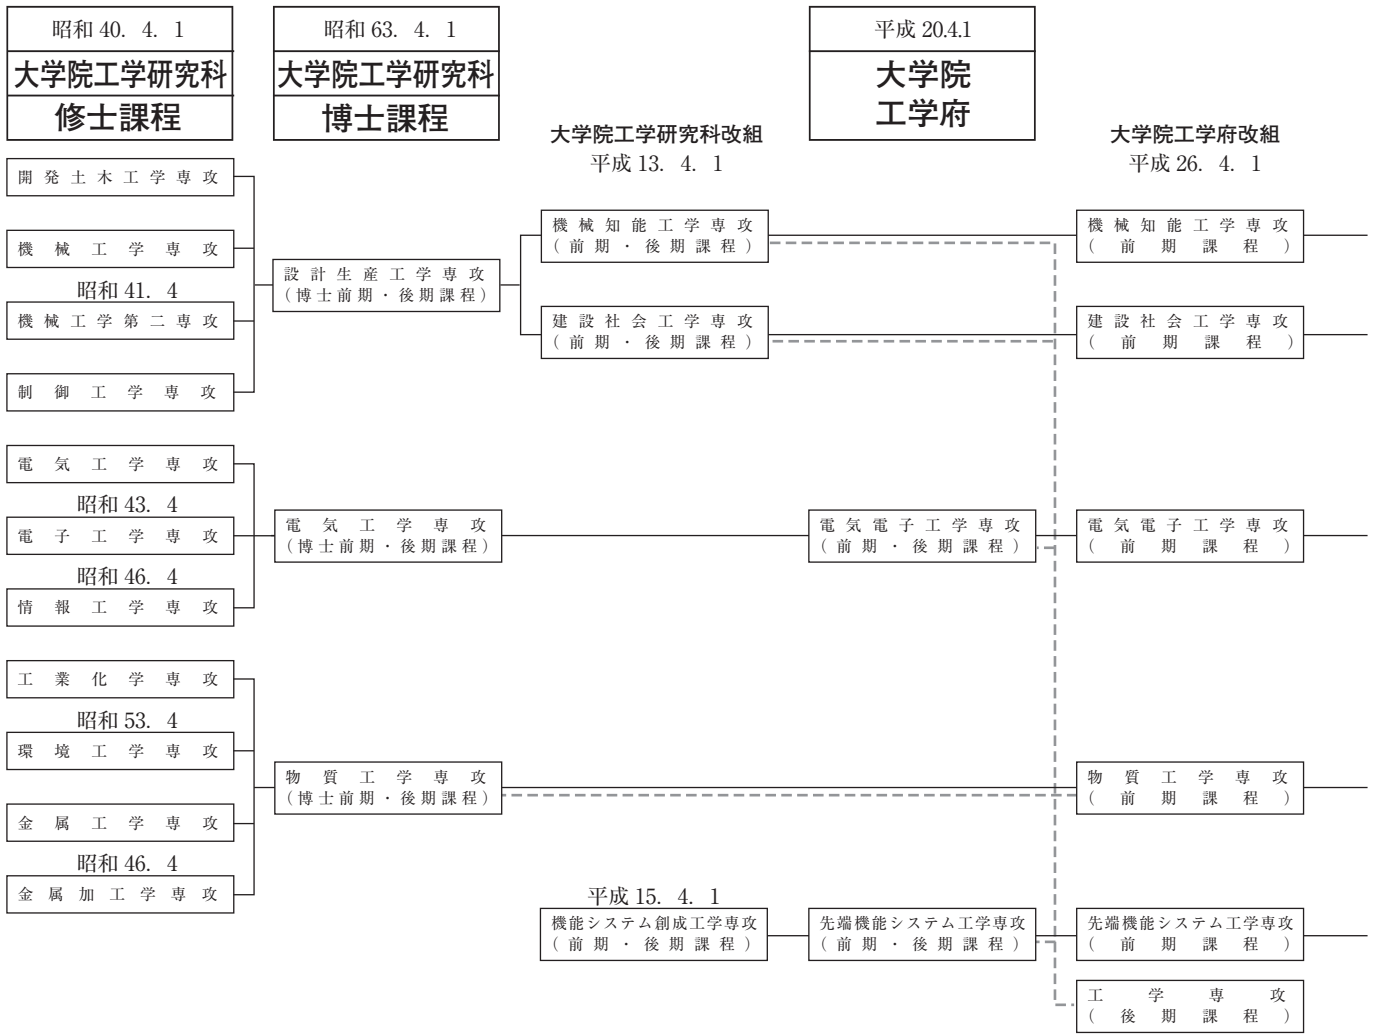 昭和 40. 4. 1
大学院工学研究科
修士課程
昭和 63. 4. 1
大学院工学研究科
博士課程
平成 20.4.1
大学院
工学府
大学院工学研究科改組
平成 13. 4. 1
大学院工学府改組
平成 26. 4. 1
開発土木工学専攻
機械工学専攻
昭和 41. 4
機械工学第二専攻
制御工学専攻
電気工学専攻
昭和 43. 4
電子工学専攻
昭和 46. 4
情報工学専攻
工業化学専攻
昭和 53. 4
環境工学専攻
金属工学専攻
昭和 46. 4
金属加工学専攻
設計生産工学専攻
(博士前期・後期課程)
電気工学専攻
(博士前期・後期課程)
物質工学専攻
(博士前期・後期課程)
機械知能工学専攻
(前期・後期課程)
建設社会工学専攻
(前期・後期課程)
平成 15. 4. 1
機能システム創成工学専攻
(前期・後期課程)
電気電子工学専攻
(前期・後期課程)
先端機能システム工学専攻
(前期・後期課程)
機械知能工学専攻
(前期課程)
建設社会工学専攻
(前期課程)
電気電子工学専攻
(前期課程)
物質工学専攻
(前期課程)
先端機能システム工学専攻
(前期課程)
工学専攻
(後期課程)